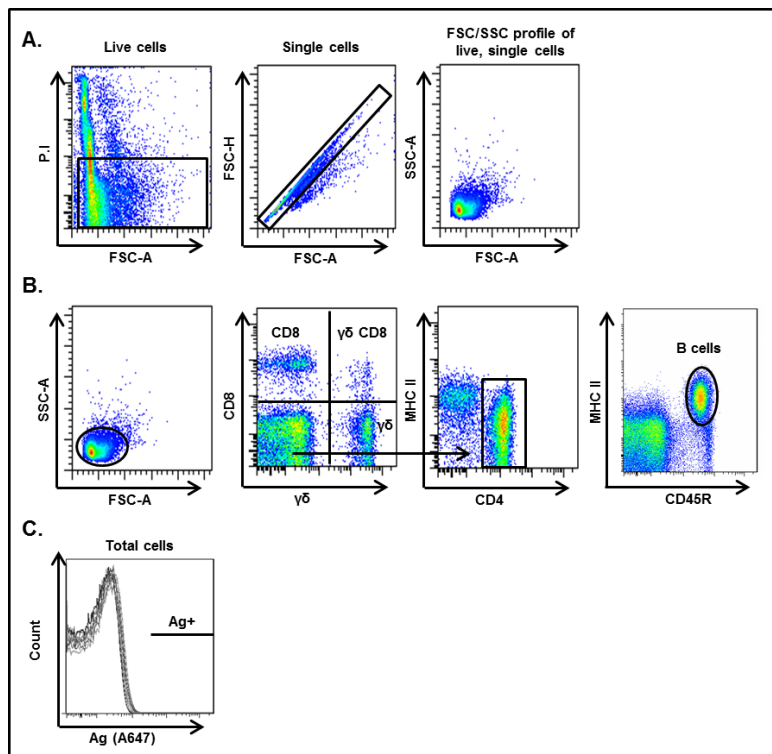 A.
Live cells
P.I
FSC-A
Single cells
FSC-H
FSC-A
FSC/SSC profile of
live, single cells
SSC-A
FSC-A
B.
SSC-A
FSC-A
CD8
γδ CD8
γδ
CD8
γδ
MHC II
CD4
B cells
MHC II
CD45R
C.
Total cells
Ag+
Count
Ag (A647)